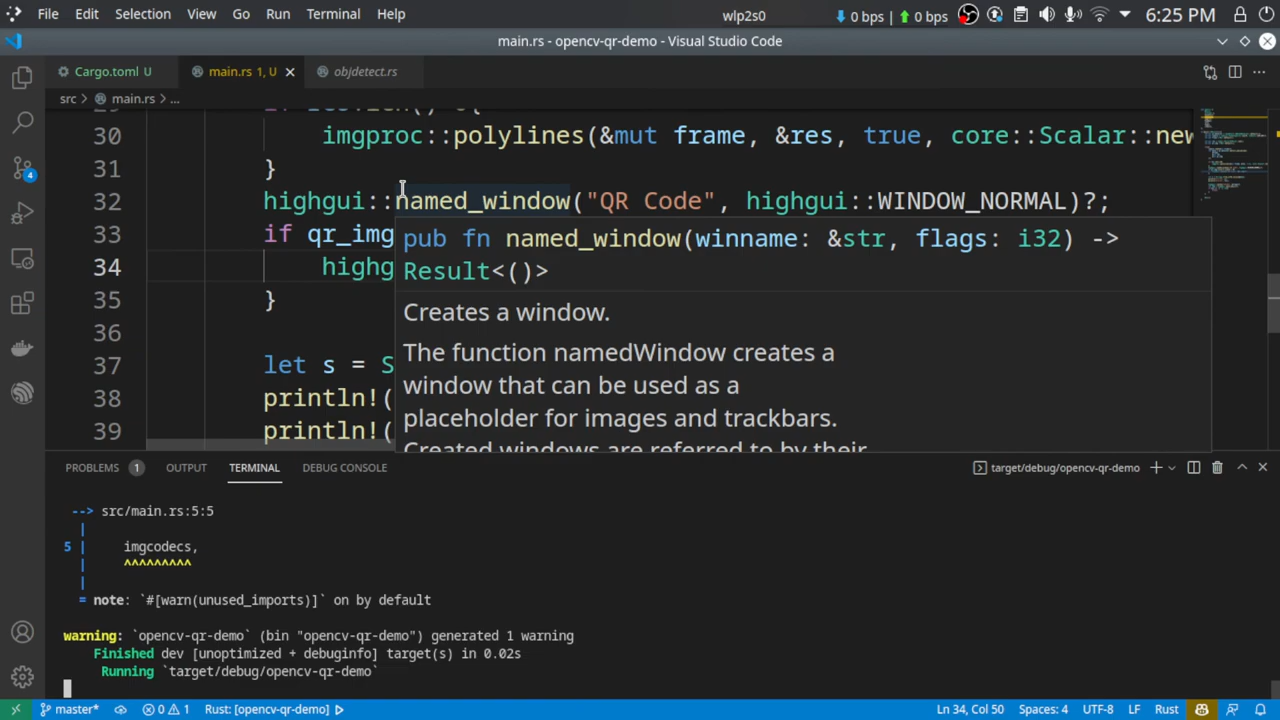 File Edit Selection View Go Run Terminal Help wlp2s0 0 bps 0 bps 6:25 PM
main.rs - opencv-qr-demo - Visual Studio Code
Cargo.toml U main.rs 1, U objdetect.rs
src > main.rs > ...
30 imgproc::polylines(&mut frame, &res, true, core::Scalar::new
31 }
32 highgui::named_window("QR Code", highgui::WINDOW_NORMAL)?;
33 if qr_img
34 highg
35 }
36
37 let s = S
38 println!(
39 println!(
pub fn named_window(winname: &str, flags: i32) ->
Result<()>
Creates a window.
The function namedWindow creates a
window that can be used as a
placeholder for images and trackbars.
Created windows are referred to by their
PROBLEMS 1 OUTPUT TERMINAL DEBUG CONSOLE target/debug/opencv-qr-demo
--> src/main.rs:5:5
|
5 | imgcodecs,
| ^^^^^^^^^
|
= note: `#[warn(unused_imports)]` on by default
warning: `opencv-qr-demo` (bin "opencv-qr-demo") generated 1 warning
Finished dev [unoptimized + debuginfo] target(s) in 0.02s
Running `target/debug/opencv-qr-demo`
4
master* 0 1 Rust: [opencv-qr-demo] Ln 34, Col 50 Spaces: 4 UTF-8 LF Rust